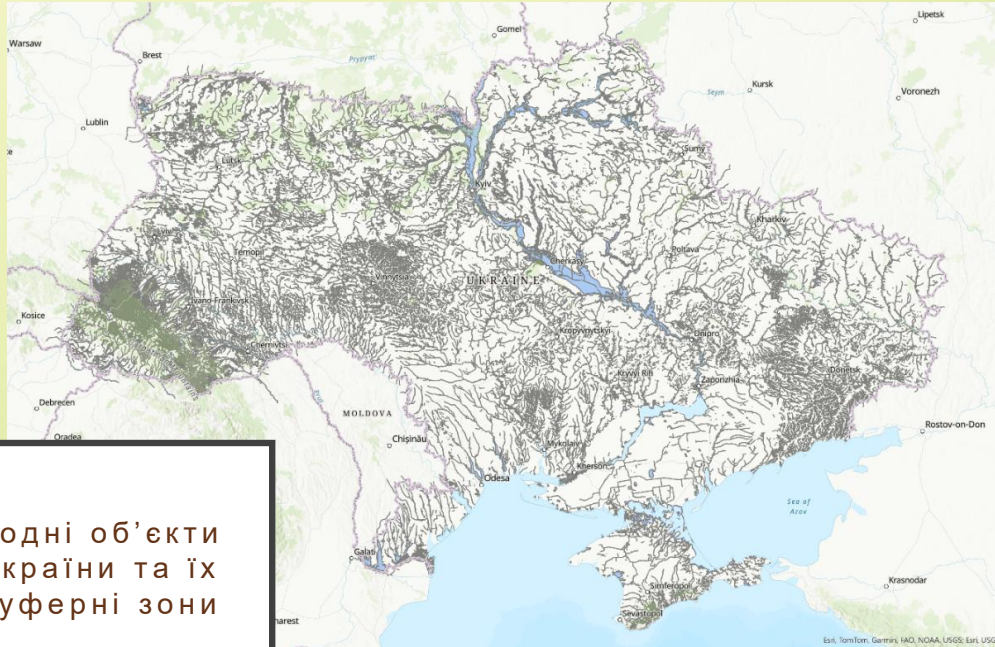 Lipetsk
Gomel
Warsaw
Brest
Prypyat
Kursk
Seym
Voronezh
Lublin
Lutsk
Sumy
Kyiv
Kharkiv
Ternopil
Cherkasy
Poltava
Vinnytsia
UKRAINE
Ivano-Frankivsk
Kosice
Kropyvnytskyi
Dnipro
Chernivtsi
Kryvyi Rih
Donetsk
Zaporizhia
Debrecen
MOLDOVA
Rostov-on-Don
Oradea
Chișinău
Mykolaiv
Kherson
Odesa
Sea of
Azov
одні об’єкти
країни та їх
уферні зони
Galati
Krasnodar
Simferopol
Sevastopol
harest
Esri, TomTom, Garmin, FAO, NOAA, USGS; Esri, USG